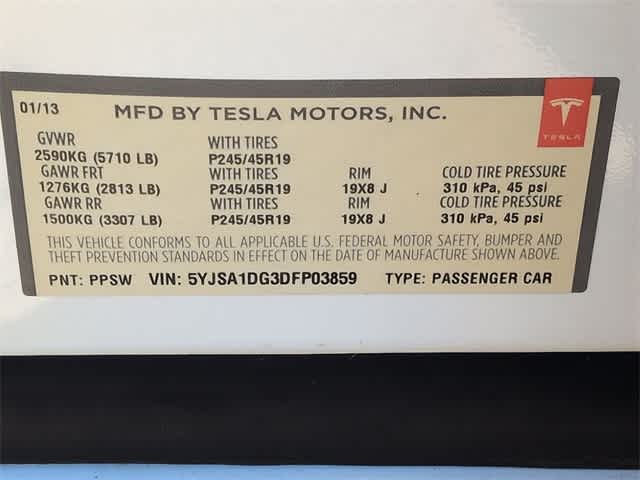 01/13 MFD BY TESLA MOTORS, INC.
TESLA
GVWR WITH TIRES
2590KG (5710 LB) P245/45R19
GAWR FRT WITH TIRES RIM COLD TIRE PRESSURE
1276KG (2813 LB) P245/45R19 19X8 J 310 kPa, 45 psi
GAWR RR WITH TIRES RIM COLD TIRE PRESSURE
1500KG (3307 LB) P245/45R19 19X8 J 310 kPa, 45 psi
THIS VEHICLE CONFORMS TO ALL APPLICABLE U.S. FEDERAL MOTOR SAFETY, BUMPER AND
THEFT PREVENTION STANDARDS IN EFFECT ON THE DATE OF MANUFACTURE SHOWN ABOVE.
PNT: PPSW VIN: 5YJSA1DG3DFP03859 TYPE: PASSENGER CAR